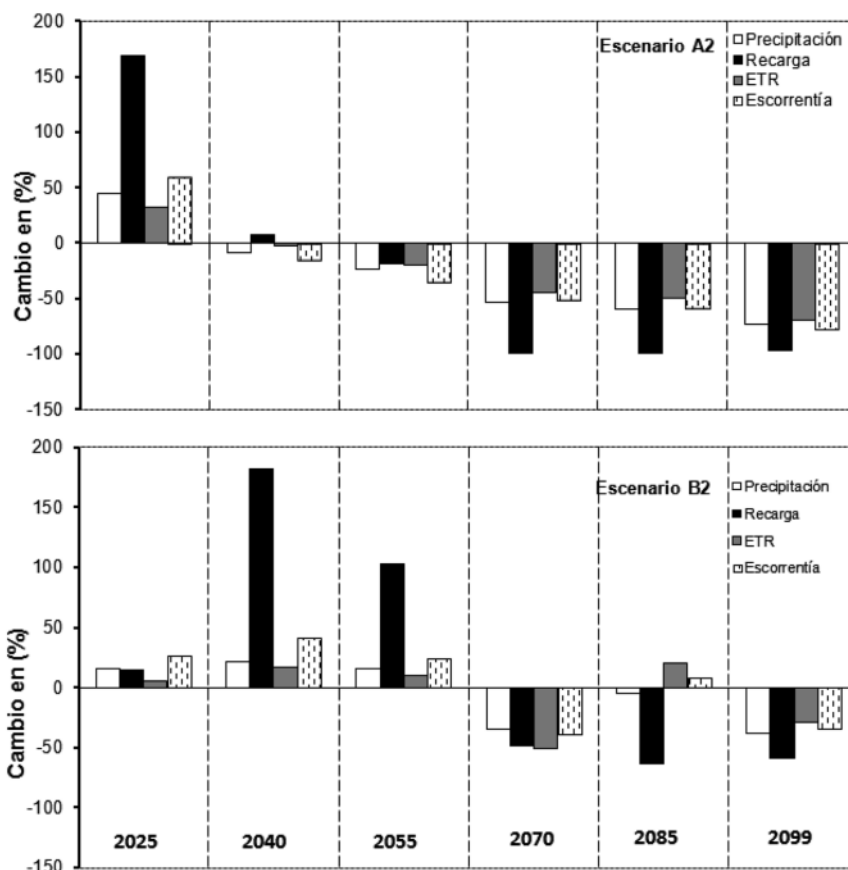 200
150
100
50
0
-50
-100
-150
Cambio en (%)
Escenario A2
Precipitación
Recarga
ETR
Escorrentía
200
150
100
50
0
-50
-100
-150
Cambio en (%)
Escenario B2
Precipitación
Recarga
ETR
Escorrentía
2025 2040 2055 2070 2085 2099